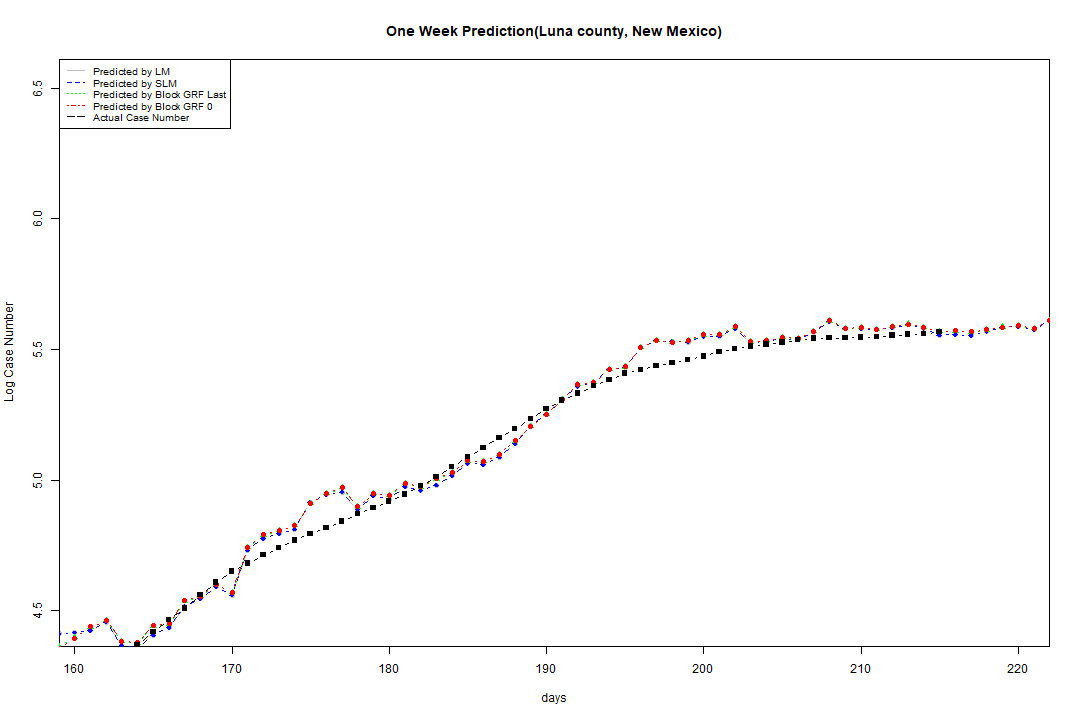 One Week Prediction(Luna county, New Mexico)
Predicted by LM
Predicted by SLM
Predicted by Block GRF Last
Predicted by Block GRF 0
Actual Case Number
Log Case Number
6.5
6.0
5.5
5.0
4.5
160 170 180 190 200 210 220
days